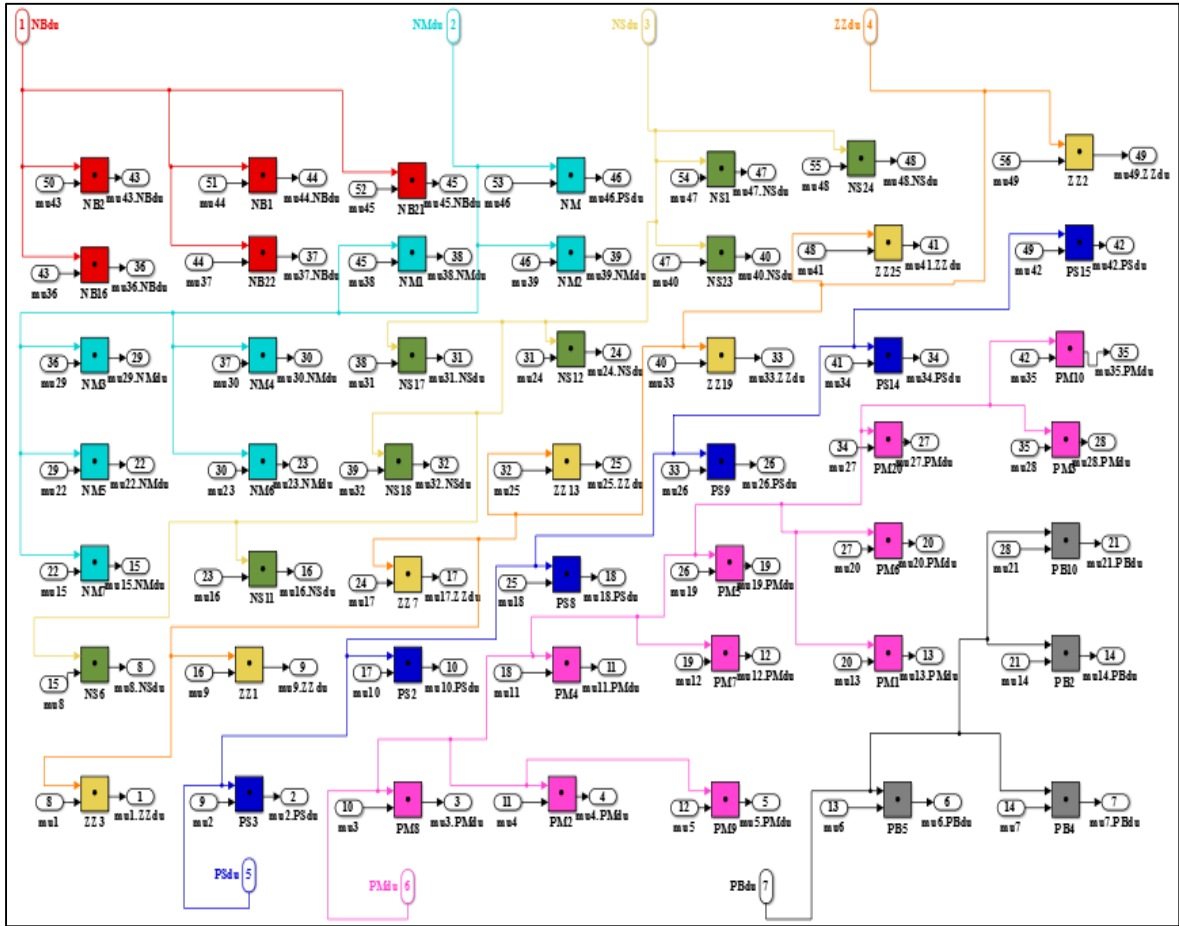 1 NBdu NMdu 2 NSdu 3 ZZdu 4
50 mu43 NB2 43 mu43.NBdu
51 mu44 NB1 44 mu44.NBdu
52 mu45 NB21 45 mu45.NBdu
53 mu46 NM 46 mu46.PSdu
54 mu47 NS1 47 mu47.NSdu
55 mu48 NS24 48 mu48.NSdu
56 mu49 ZZ2 49 mu49.ZZdu
43 mu36 NB16 36 mu36.NBdu
44 mu37 NB22 37 mu37.NBdu
45 mu38 NM1 38 mu38.NMdu
46 mu39 NM2 39 mu39.NMdu
47 mu40 NS23 40 mu40.NSdu
48 mu41 ZZ25 41 mu41.ZZdu
49 mu42 PS15 42 mu42.PSdu
36 mu29 NM3 29 mu29.NMdu
37 mu30 NM4 30 mu30.NMdu
38 mu31 NS17 31 mu31.NSdu
31 mu24 NS12 24 mu24.NSdu
40 mu33 ZZ19 33 mu33.ZZdu
41 mu34 PS14 34 mu34.PSdu
42 mu35 PM10 35 mu35.PMdu
29 mu22 NM5 22 mu22.NMdu
30 mu23 NM6 23 mu23.NMdu
39 mu32 NS18 32 mu32.NSdu
32 mu25 ZZ13 25 mu25.ZZdu
33 mu26 PS9 26 mu26.PSdu
34 mu27 PM20 27 mu27.PMdu
35 mu28 PM3 28 mu28.PMdu
22 mu15 NM7 15 mu15.NMdu
23 mu16 NS11 16 mu16.NSdu
24 mu17 ZZ7 17 mu17.ZZdu
25 mu18 PS8 18 mu18.PSdu
26 mu19 PM5 19 mu19.PMdu
27 mu20 PM6 20 mu20.PMdu
28 mu21 PB10 21 mu21.PBdu
15 mu8 NS6 8 mu8.NSdu
16 mu9 ZZ1 9 mu9.ZZdu
17 mu10 PS2 10 mu10.PSdu
18 mu11 PM4 11 mu11.PMdu
19 mu12 PM7 12 mu12.PMdu
20 mu13 PM1 13 mu13.PMdu
21 mu14 PB2 14 mu14.PBdu
8 mu1 ZZ3 1 mu1.ZZdu
9 mu2 PS3 2 mu2.PSdu
10 mu3 PM8 3 mu3.PMdu
11 mu4 PM2 4 mu4.PMdu
12 mu5 PM9 5 mu5.PMdu
13 mu6 PB5 6 mu6.PBdu
14 mu7 PB4 7 mu7.PBdu
PSdu 5 PMdu 6 PBdu 7